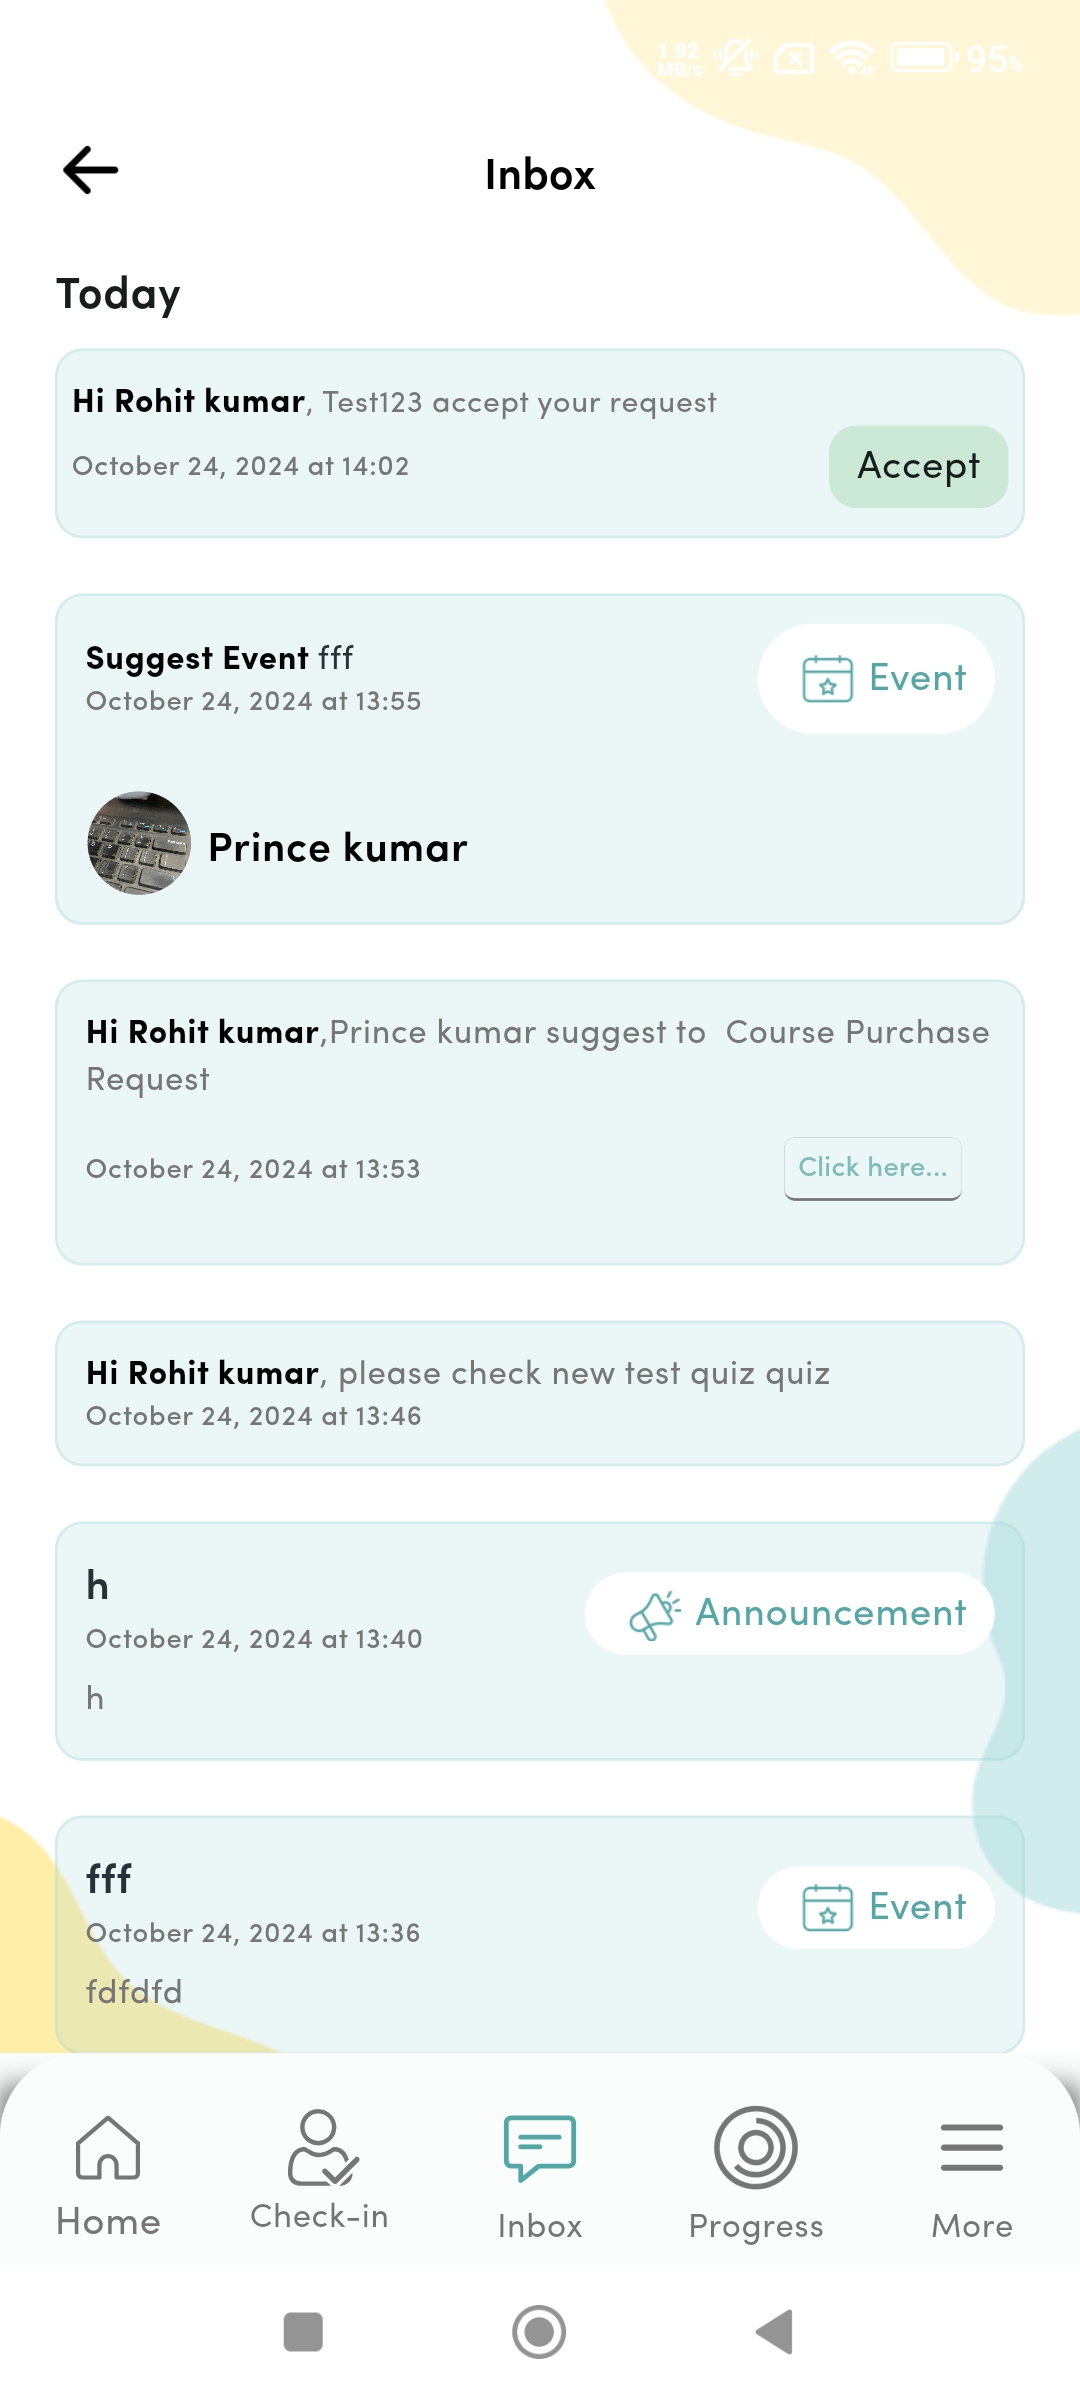 1.92
MB/s
95%
Inbox
Today
Hi Rohit kumar, Test123 accept your request
October 24, 2024 at 14:02
Accept
Suggest Event fff
October 24, 2024 at 13:55
Event
Prince kumar
Hi Rohit kumar,Prince kumar suggest to  Course Purchase
Request
October 24, 2024 at 13:53
Click here...
Hi Rohit kumar, please check new test quiz quiz
October 24, 2024 at 13:46
h
October 24, 2024 at 13:40
Announcement
h
fff
October 24, 2024 at 13:36
Event
fdfdfd
Home
Check-in
Inbox
Progress
More